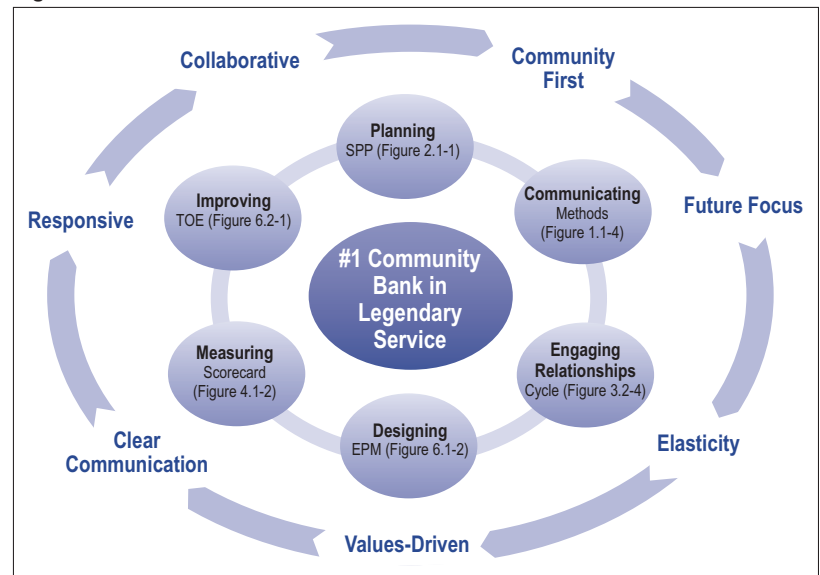 Collaborative
Community
First
Future Focus
Elasticity
Values-Driven
Clear
Communication
Responsive
Planning
SPP (Figure 2.1-1)
Communicating
Methods
(Figure 1.1-4)
Engaging
Relationships
Cycle (Figure 3.2-4)
Designing
EPM (Figure 6.1-2)
Measuring
Scorecard
(Figure 4.1-2)
Improving
TOE (Figure 6.2-1)
#1 Community
Bank in
Legendary
Service